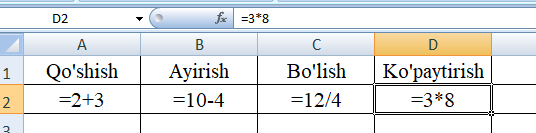 D2 fx =3*8
A B C D
1 Qo'shish Ayirish Bo'lish Ko'paytirish
2 =2+3 =10-4 =12/4 =3*8
3